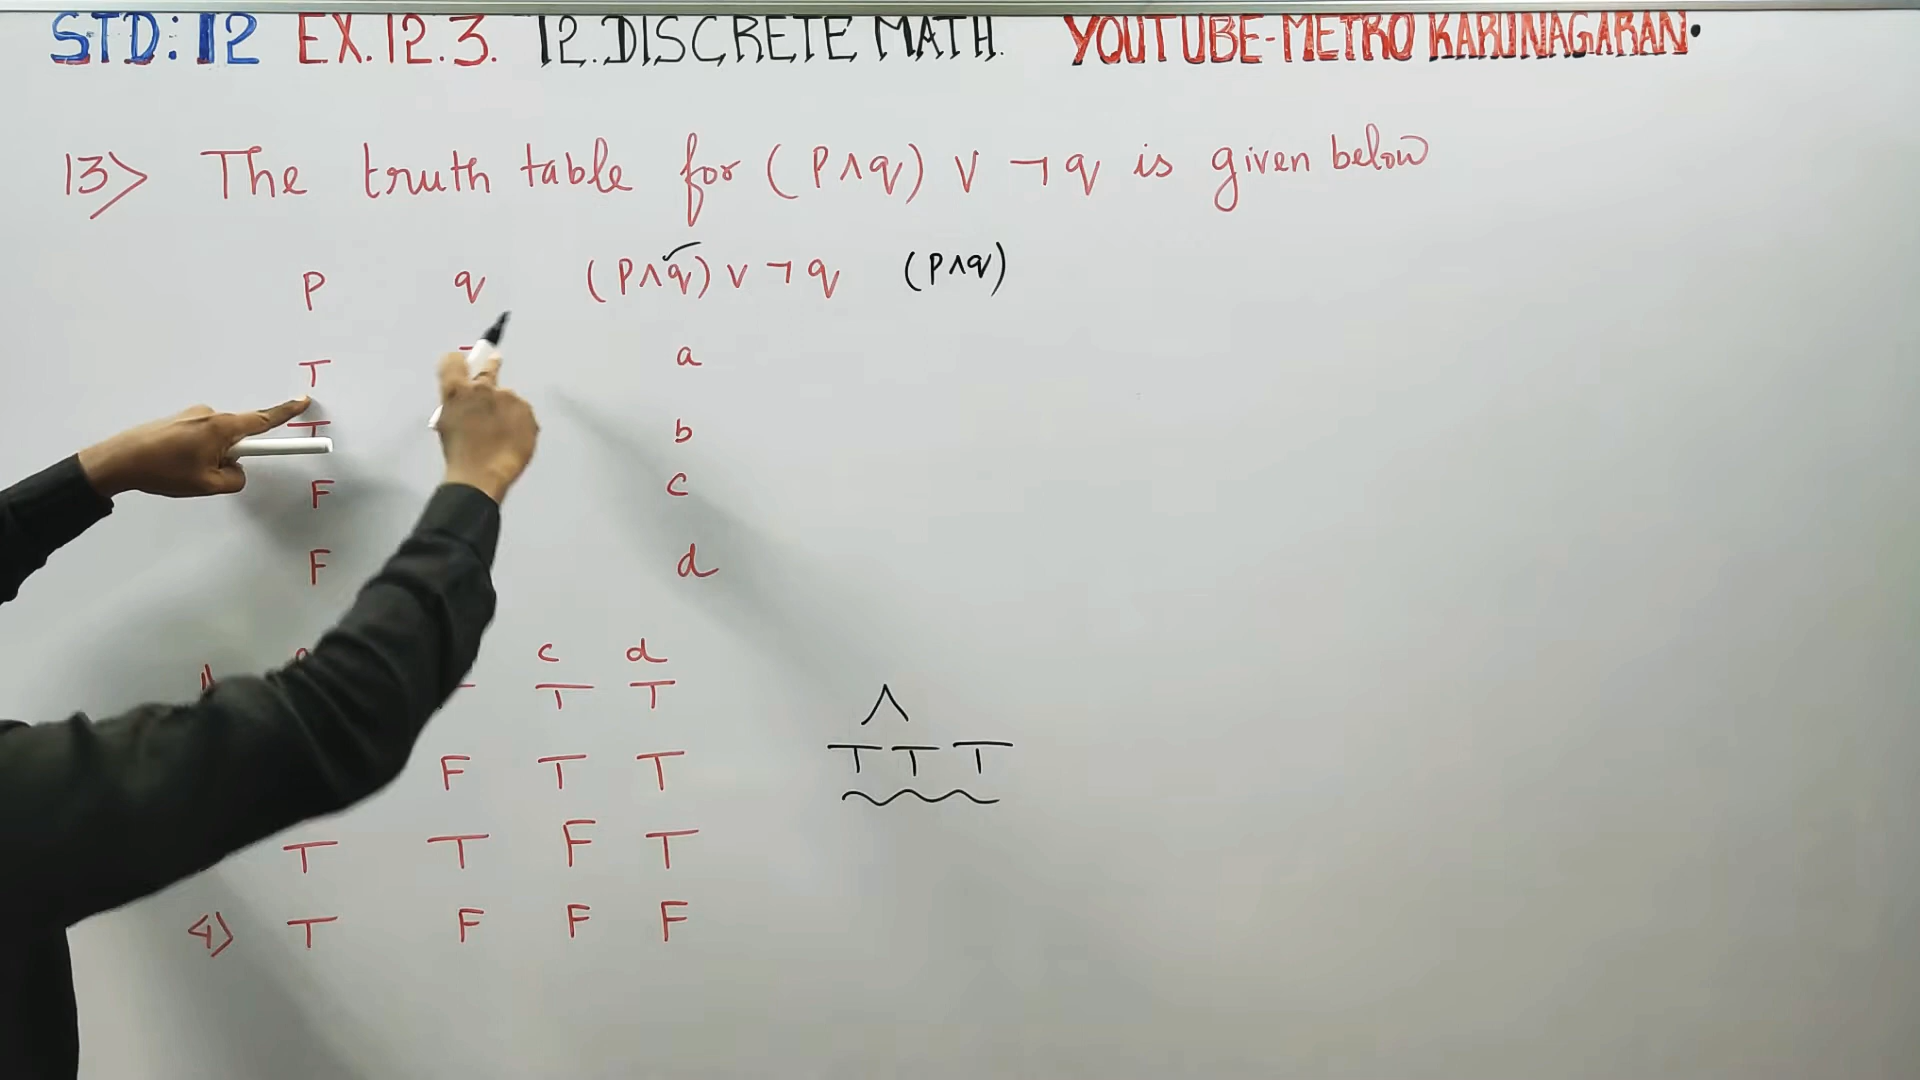 STD: 12 EX.12.3. 12.DISCRETE MATH. YOUTUBE-METRO KARUNAGARAN.
13> The truth table for (P∧q) ∨ ¬q is given below
P q (P∧q) ∨ ¬q (P∧q)
T a
T b
F c
F d
c d
T T
F T T
T T F T
4) T F F F
∧
T T T